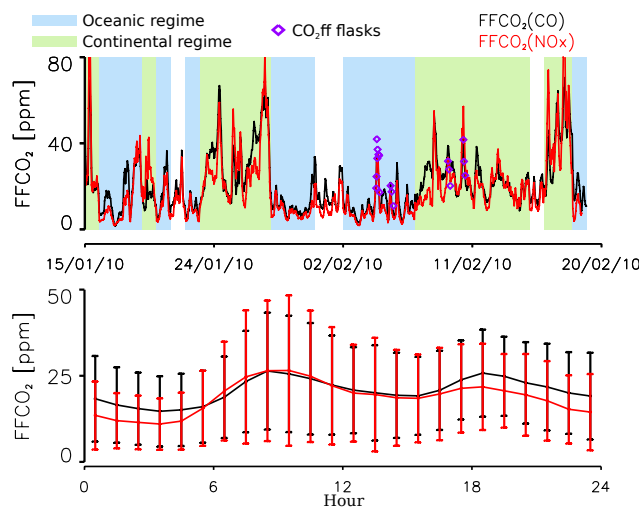 Oceanic regime
Continental regime
CO₂ff flasks
FFCO₂(CO)
FFCO₂(NOx)
80
40
0
FFCO₂ [ppm]
15/01/10 24/01/10 02/02/10 11/02/10 20/02/10
50
25
0
FFCO₂ [ppm]
0 6 12 18 24
Hour